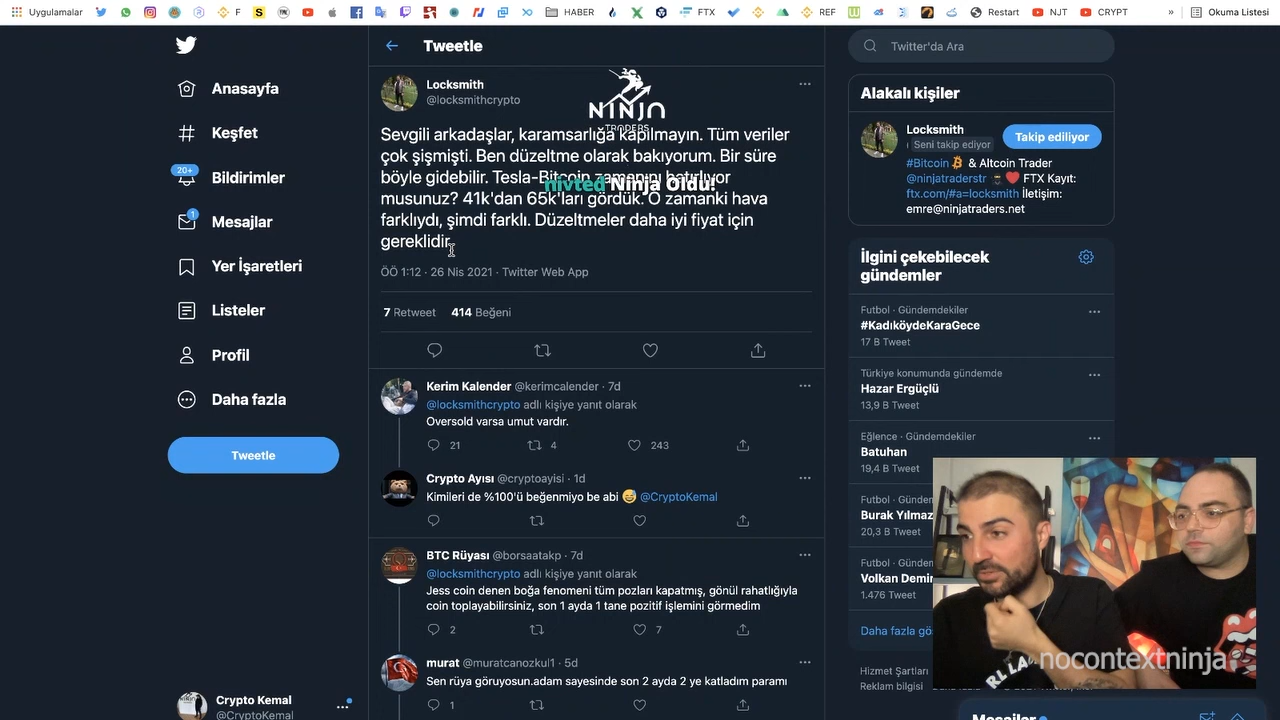 Uygulamalar
F
FTX
HABER
REF
Restart
NJT
CRYPT
»
Okuma Listesi
Anasayfa
Keşfet
20+
Bildirimler
1
Mesajlar
Yer İşaretleri
Listeler
Profil
Daha fazla
Tweetle
Crypto Kemal
@CryptoKemal
Tweetle
Locksmith
@locksmithcrypto
NINJA
TRADERS
nivted Ninja Oldu!
Sevgili arkadaşlar, karamsarlığa kapılmayın. Tüm veriler
çok şişmişti. Ben düzeltme olarak bakıyorum. Bir süre
böyle gidebilir. Tesla-Bitcoin zamanını hatırlıyor
musunuz? 41k'dan 65k'ları gördük. O zamanki hava
farklıydı, şimdi farklı. Düzeltmeler daha iyi fiyat için
gereklidir.
ÖÖ 1:12 · 26 Nis 2021 · Twitter Web App
7 Retweet 414 Beğeni
Kerim Kalender @kerimcalender · 7d
@locksmithcrypto adlı kişiye yanıt olarak
Oversold varsa umut vardır.
21 4 243
Crypto Ayısı @cryptoayisi · 1d
Kimileri de %100'ü beğenmiyo be abi 😅 @CryptoKemal
BTC Rüyası @borsaatakp · 7d
@locksmithcrypto adlı kişiye yanıt olarak
Jess coin denen boğa fenomeni tüm pozları kapatmış, gönül rahatlığıyla
coin toplayabilirsiniz, son 1 ayda 1 tane pozitif işlemini görmedim
2 7
murat @muratcanozkul1 · 5d
Sen rüya göruyosun.adam sayesinde son 2 ayda 2 ye katladım paramı
1
Twitter'da Ara
Alakalı kişiler
Locksmith
Seni takip ediyor
Takip ediliyor
#Bitcoin & Altcoin Trader
@ninjatraderstr FTX Kayıt:
ftx.com/#a=locksmith İletişim:
emre@ninjatraders.net
İlgini çekebilecek
gündemler
Futbol · Gündemdekiler
#KadıköydeKaraGece
17 B Tweet
Türkiye konumunda gündemde
Hazar Ergüçlü
13,9 B Tweet
Eğlence · Gündemdekiler
Batuhan
19,4 B Tweet
Burak Yılmaz
20,3 B Tweet
1.476 Tweet
Hizmet Şartları
Reklam bilgisi
Mesajlar
nocontextninja